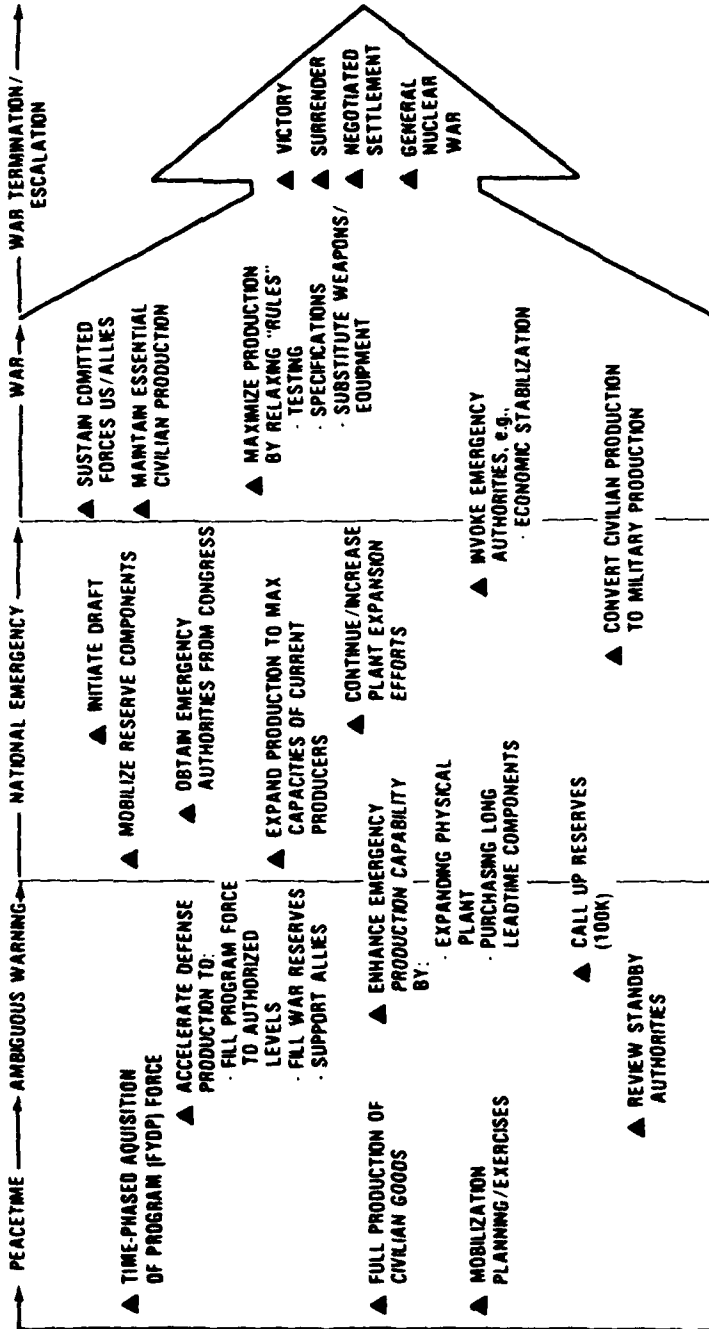 PEACETIME
AMBIGUOUS WARNING
NATIONAL EMERGENCY
WAR
WAR TERMINATION/
ESCALATION
TIME-PHASED AQUISITION
OF PROGRAM (FYDP) FORCE
FULL PRODUCTION OF
CIVILIAN GOODS
MOBILIZATION
PLANNING/EXERCISES
ACCELERATE DEFENSE
PRODUCTION TO:
· FILL PROGRAM FORCE
TO AUTHORIZED
LEVELS
· FILL WAR RESERVES
· SUPPORT ALLIES
ENHANCE EMERGENCY
PRODUCTION CAPABILITY
BY:
· EXPANDING PHYSICAL
PLANT
· PURCHASING LONG
LEADTIME COMPONENTS
CALL UP RESERVES
(100K)
REVIEW STANDBY
AUTHORITIES
INITIATE DRAFT
MOBILIZE RESERVE COMPONENTS
OBTAIN EMERGENCY
AUTHORITIES FROM CONGRESS
EXPAND PRODUCTION TO MAX
CAPACITIES OF CURRENT
PRODUCERS
CONTINUE/INCREASE
PLANT EXPANSION
EFFORTS
SUSTAIN COMITTED
FORCES US/ALLIES
MAINTAIN ESSENTIAL
CIVILIAN PRODUCTION
MAXIMIZE PRODUCTION
BY RELAXING "RULES"
· TESTING
· SPECIFICATIONS
· SUBSTITUTE WEAPONS/
EQUIPMENT
INVOKE EMERGENCY
AUTHORITIES, e.g.,
· ECONOMIC STABILIZATION
CONVERT CIVILIAN PRODUCTION
TO MILITARY PRODUCTION
VICTORY
SURRENDER
NEGOTIATED
SETTLEMENT
GENERAL
NUCLEAR
WAR